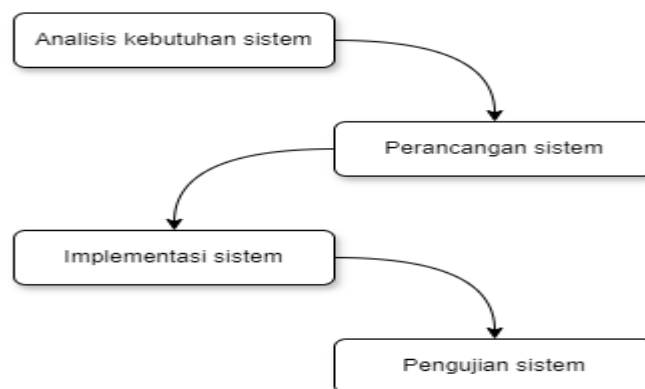 Analisis kebutuhan sistem
Perancangan sistem
Implementasi sistem
Pengujian sistem